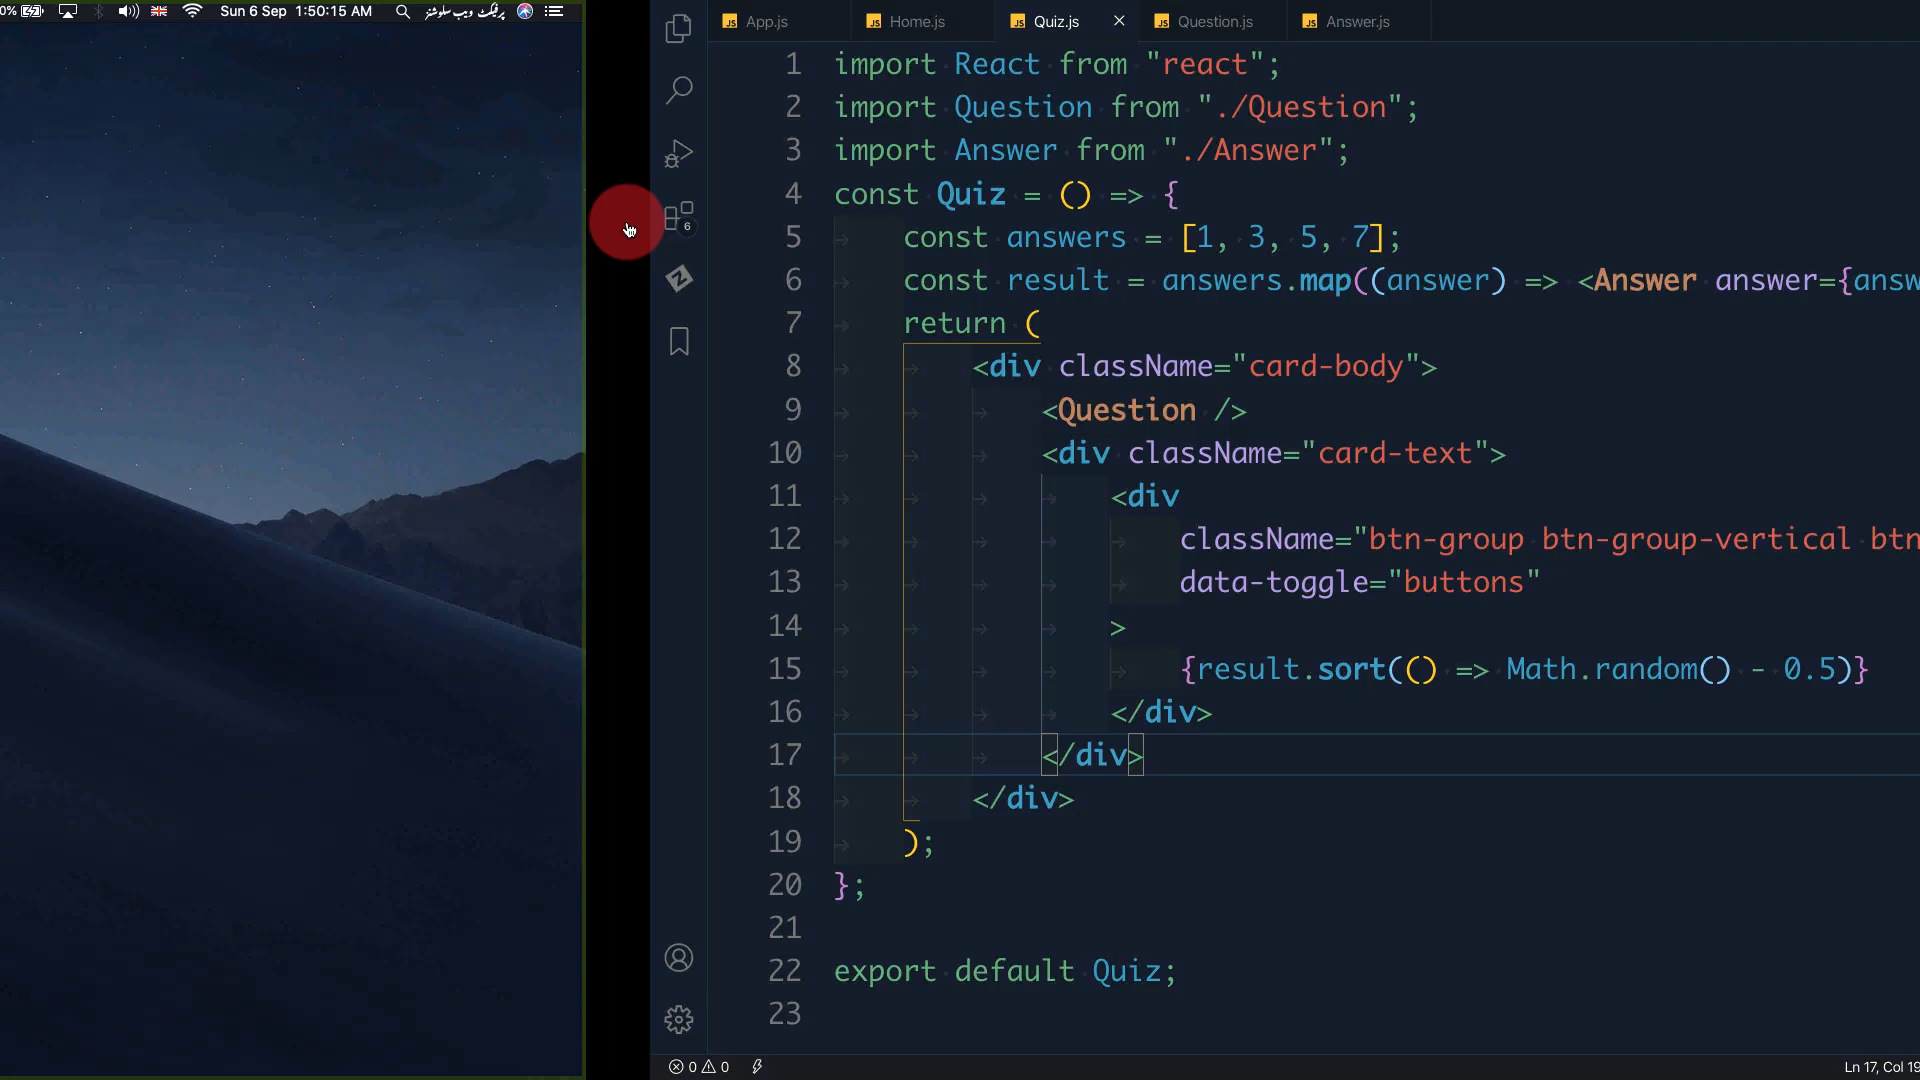 0%
Sun 6 Sep 1:50:15 AM
پرفیکٹ ویب سلوشنز
App.js
Home.js
Quiz.js
Question.js
Answer.js
6
1 import React from "react";
2 import Question from "./Question";
3 import Answer from "./Answer";
4 const Quiz = () => {
5 const answers = [1, 3, 5, 7];
6 const result = answers.map((answer) => <Answer answer={answ
7 return (
8 <div className="card-body">
9 <Question />
10 <div className="card-text">
11 <div
12 className="btn-group btn-group-vertical btn
13 data-toggle="buttons"
14 >
15 {result.sort(() => Math.random() - 0.5)}
16 </div>
17 </div>
18 </div>
19 );
20 };
21
22 export default Quiz;
23
0 0
Ln 17, Col 19